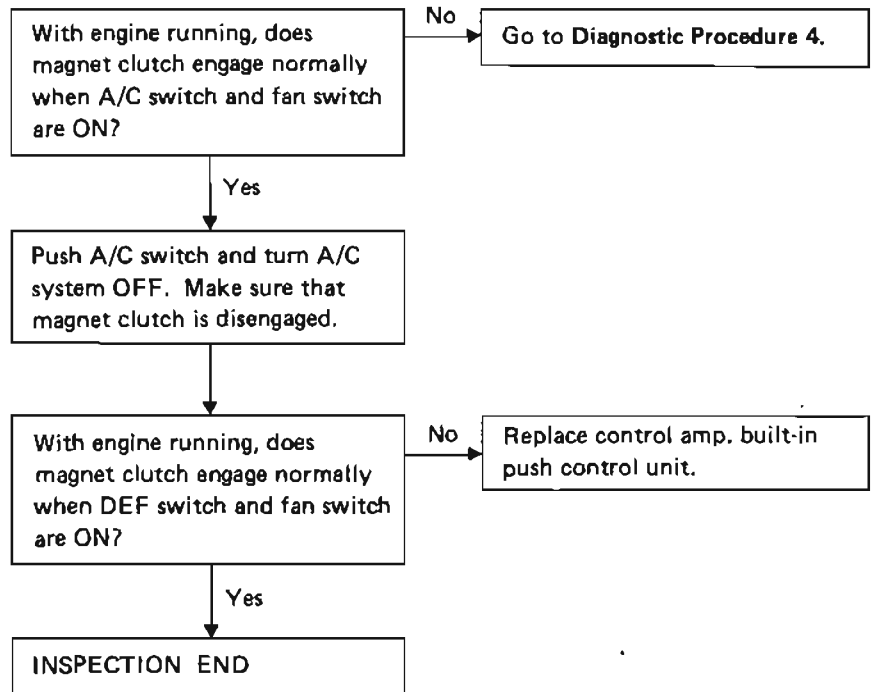 With engine running, does
magnet clutch engage normally
when A/C switch and fan switch
are ON?
No
Go to Diagnostic Procedure 4.
Yes
Push A/C switch and turn A/C
system OFF. Make sure that
magnet clutch is disengaged.
With engine running, does
magnet clutch engage normally
when DEF switch and fan switch
are ON?
No
Replace control amp. built-in
push control unit.
Yes
INSPECTION END